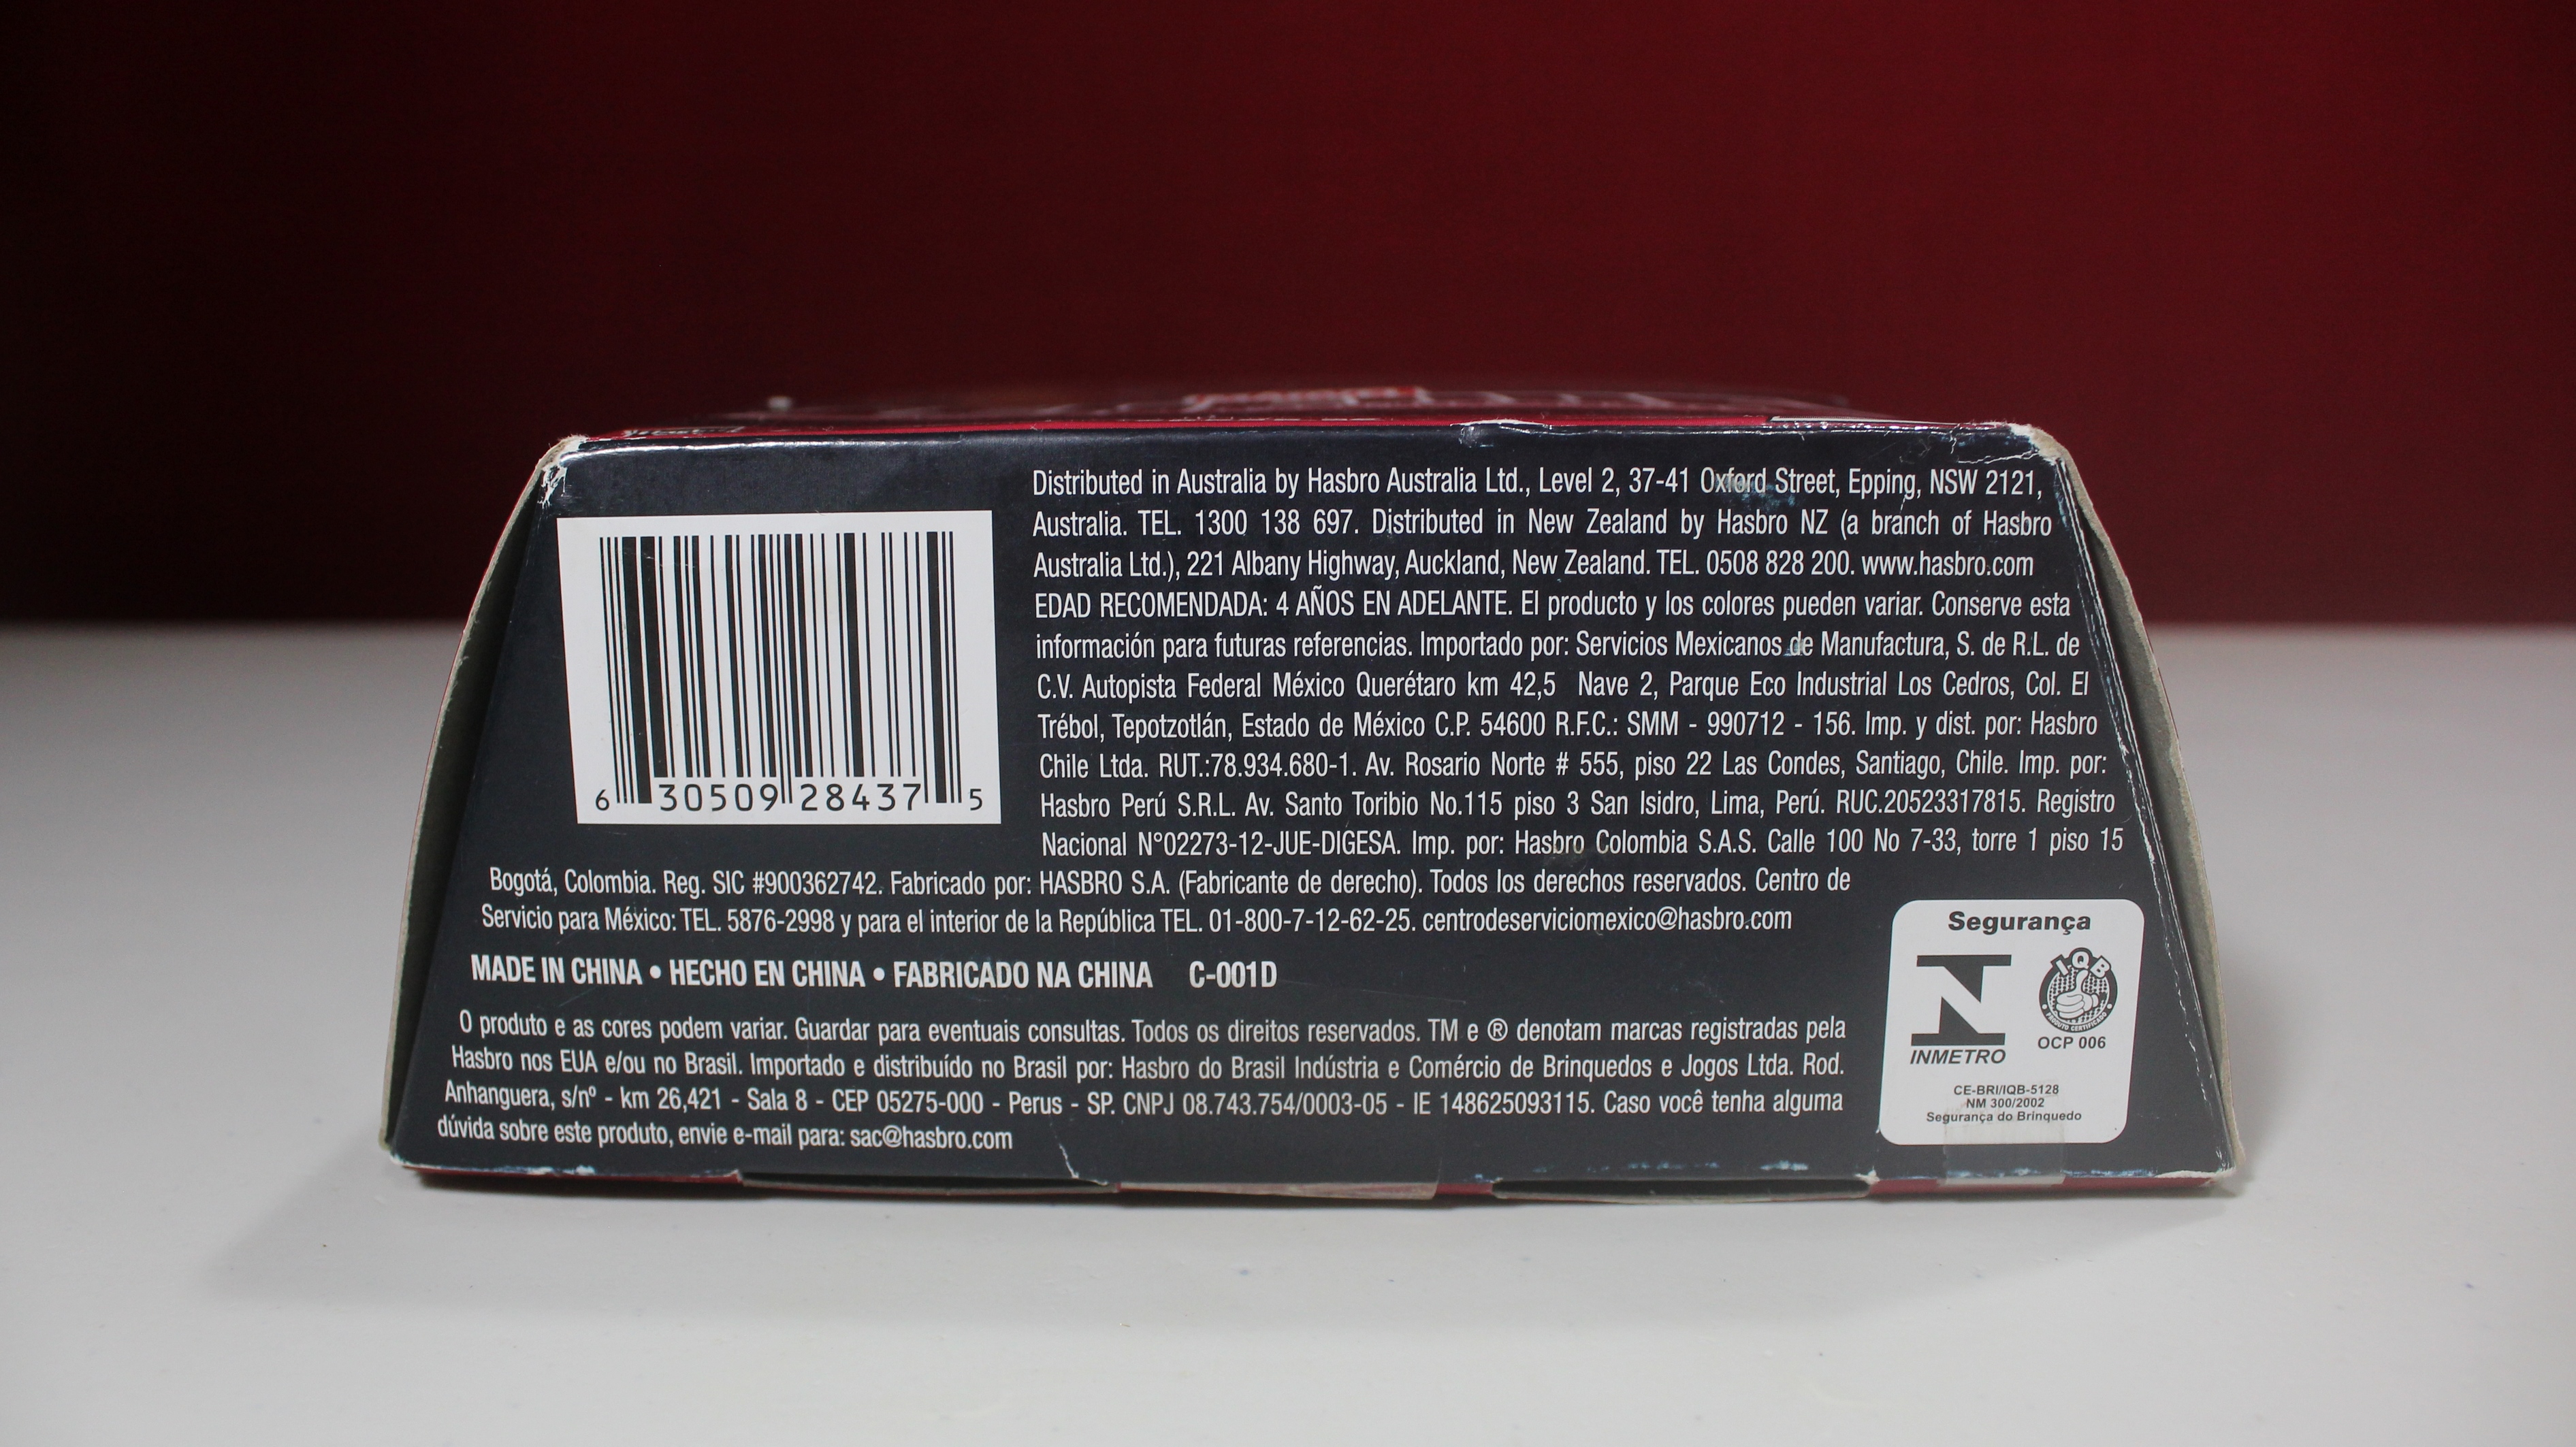 Distributed in Australia by Hasbro Australia Ltd., Level 2, 37-41 Oxford Street, Epping, NSW 2121,
Australia. TEL. 1300 138 697. Distributed in New Zealand by Hasbro NZ (a branch of Hasbro
Australia Ltd.), 221 Albany Highway, Auckland, New Zealand. TEL. 0508 828 200. www.hasbro.com
EDAD RECOMENDADA: 4 AÑOS EN ADELANTE. El producto y los colores pueden variar. Conserve esta
información para futuras referencias. Importado por: Servicios Mexicanos de Manufactura, S. de R.L. de
C.V. Autopista Federal México Querétaro km 42,5 Nave 2, Parque Eco Industrial Los Cedros, Col. El
Trébol, Tepotzotlán, Estado de México C.P. 54600 R.F.C.: SMM - 990712 - 156. Imp. y dist. por: Hasbro
Chile Ltda. RUT.:78.934.680-1. Av. Rosario Norte # 555, piso 22 Las Condes, Santiago, Chile. Imp. por:
Hasbro Perú S.R.L. Av. Santo Toribio No.115 piso 3 San Isidro, Lima, Perú. RUC.20523317815. Registro
Nacional N°02273-12-JUE-DIGESA. Imp. por: Hasbro Colombia S.A.S. Calle 100 No 7-33, torre 1 piso 15
Bogotá, Colombia. Reg. SIC #900362742. Fabricado por: HASBRO S.A. (Fabricante de derecho). Todos los derechos reservados. Centro de
Servicio para México: TEL. 5876-2998 y para el interior de la República TEL. 01-800-7-12-62-25. centrodeserviciomexico@hasbro.com
6 30509 28437 5
MADE IN CHINA • HECHO EN CHINA • FABRICADO NA CHINA C-001D
O produto e as cores podem variar. Guardar para eventuais consultas. Todos os direitos reservados. TM e ® denotam marcas registradas pela
Hasbro nos EUA e/ou no Brasil. Importado e distribuído no Brasil por: Hasbro do Brasil Indústria e Comércio de Brinquedos e Jogos Ltda. Rod.
Anhanguera, s/nº - km 26,421 - Sala 8 - CEP 05275-000 - Perus - SP. CNPJ 08.743.754/0003-05 - IE 148625093115. Caso você tenha alguma
dúvida sobre este produto, envie e-mail para: sac@hasbro.com
Segurança
IQB
PRODUTO CERTIFICADO
INMETRO
OCP 006
CE-BRI/IQB-5128
NM 300/2002
Segurança do Brinquedo